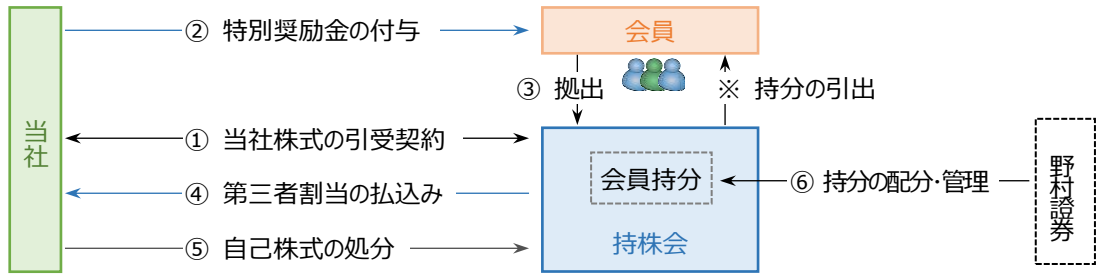 当社
② 特別奨励金の付与
会員
③ 拠出
※ 持分の引出
① 当社株式の引受契約
会員持分
④ 第三者割当の払込み
⑥ 持分の配分・管理
野村證券
⑤ 自己株式の処分
持株会